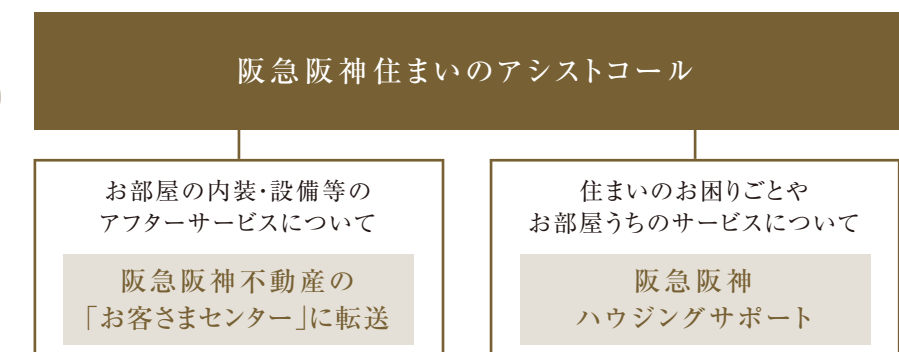 阪急阪神住まいのアシストコール
お部屋の内装・設備等の
アフターサービスについて
阪急阪神不動産の
「お客さまセンター」に転送
住まいのお困りごとや
お部屋うちのサービスについて
阪急阪神
ハウジングサポート